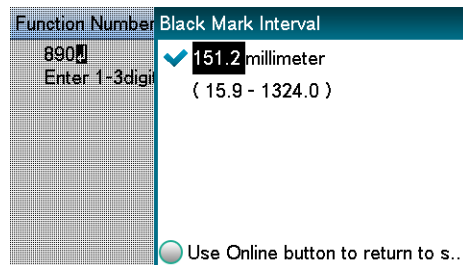 Function Number
890
Enter 1-3digi
Black Mark Interval
151.2 millimeter
( 15.9 - 1324.0 )
Use Online button to return to s..